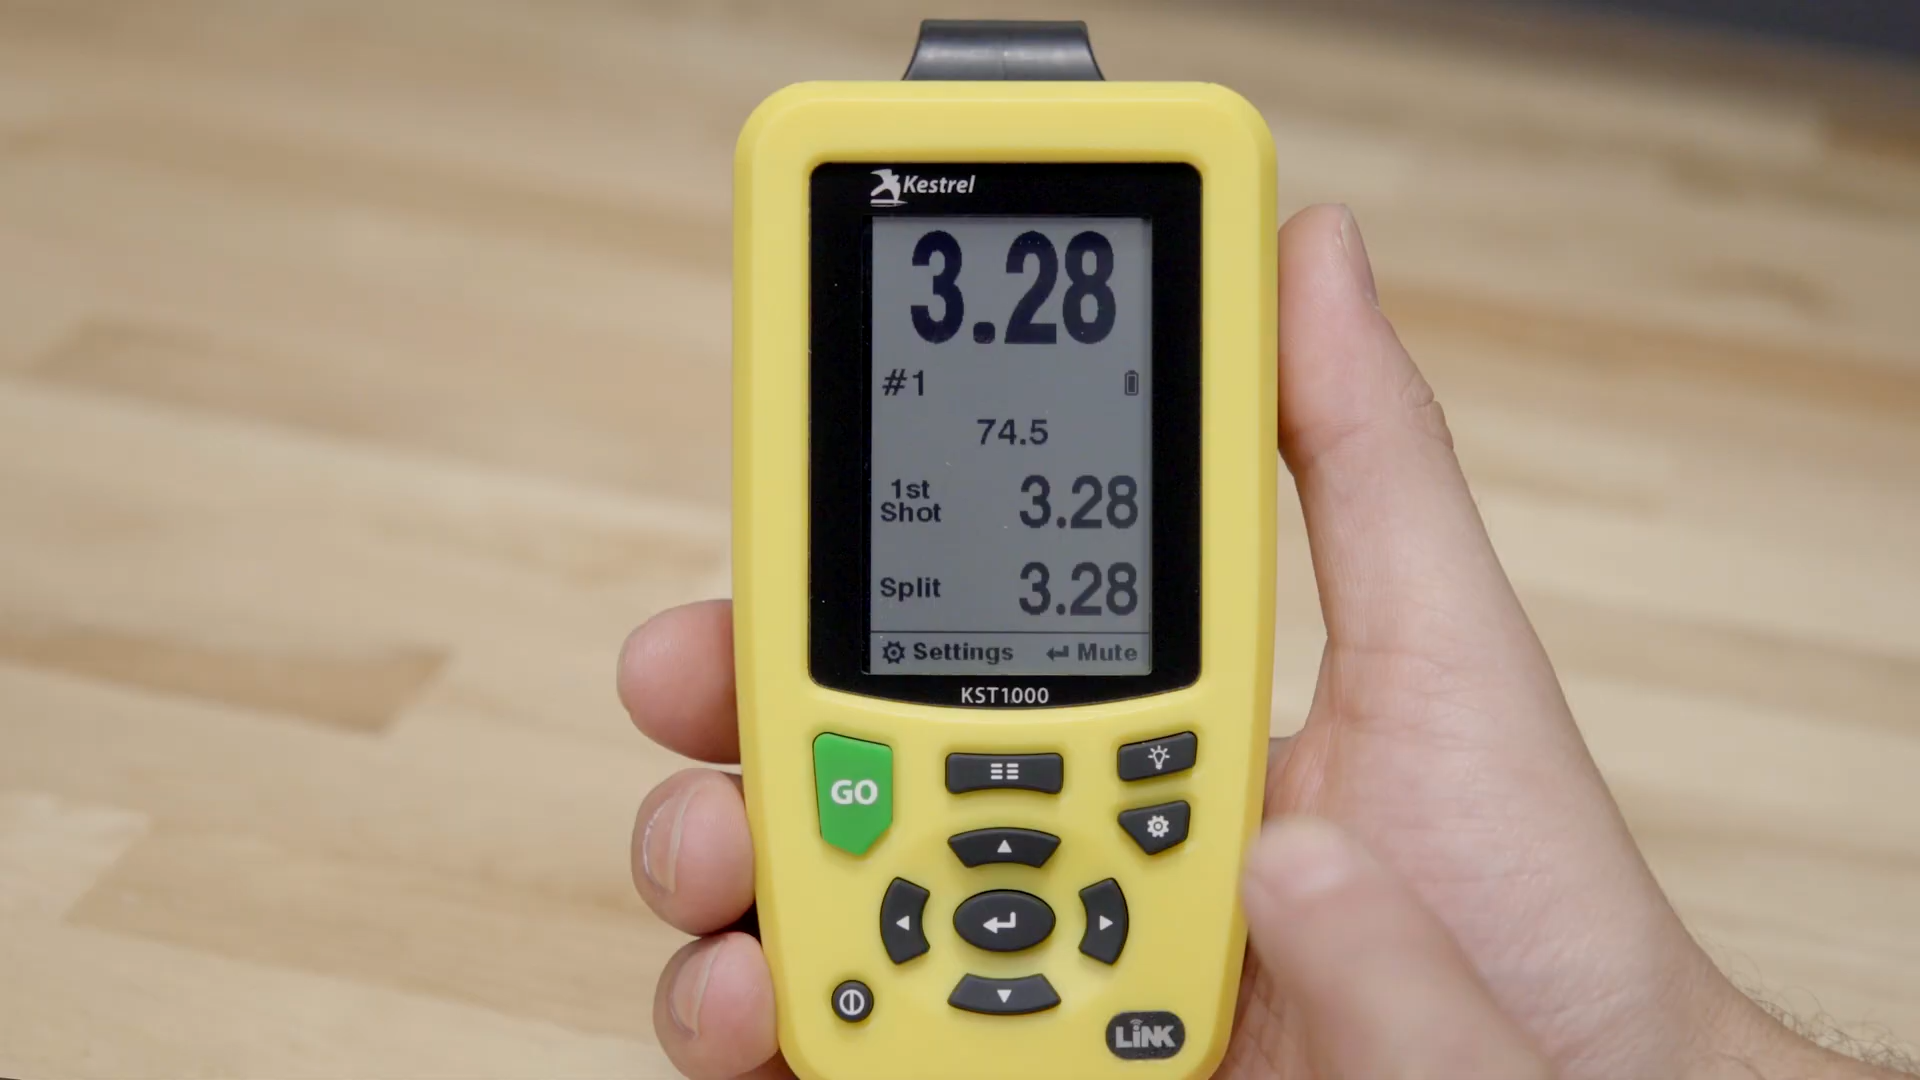 Kestrel
3.28
#1
74.5
1st
Shot 3.28
Split 3.28
Settings Mute
KST1000
GO
LiNK